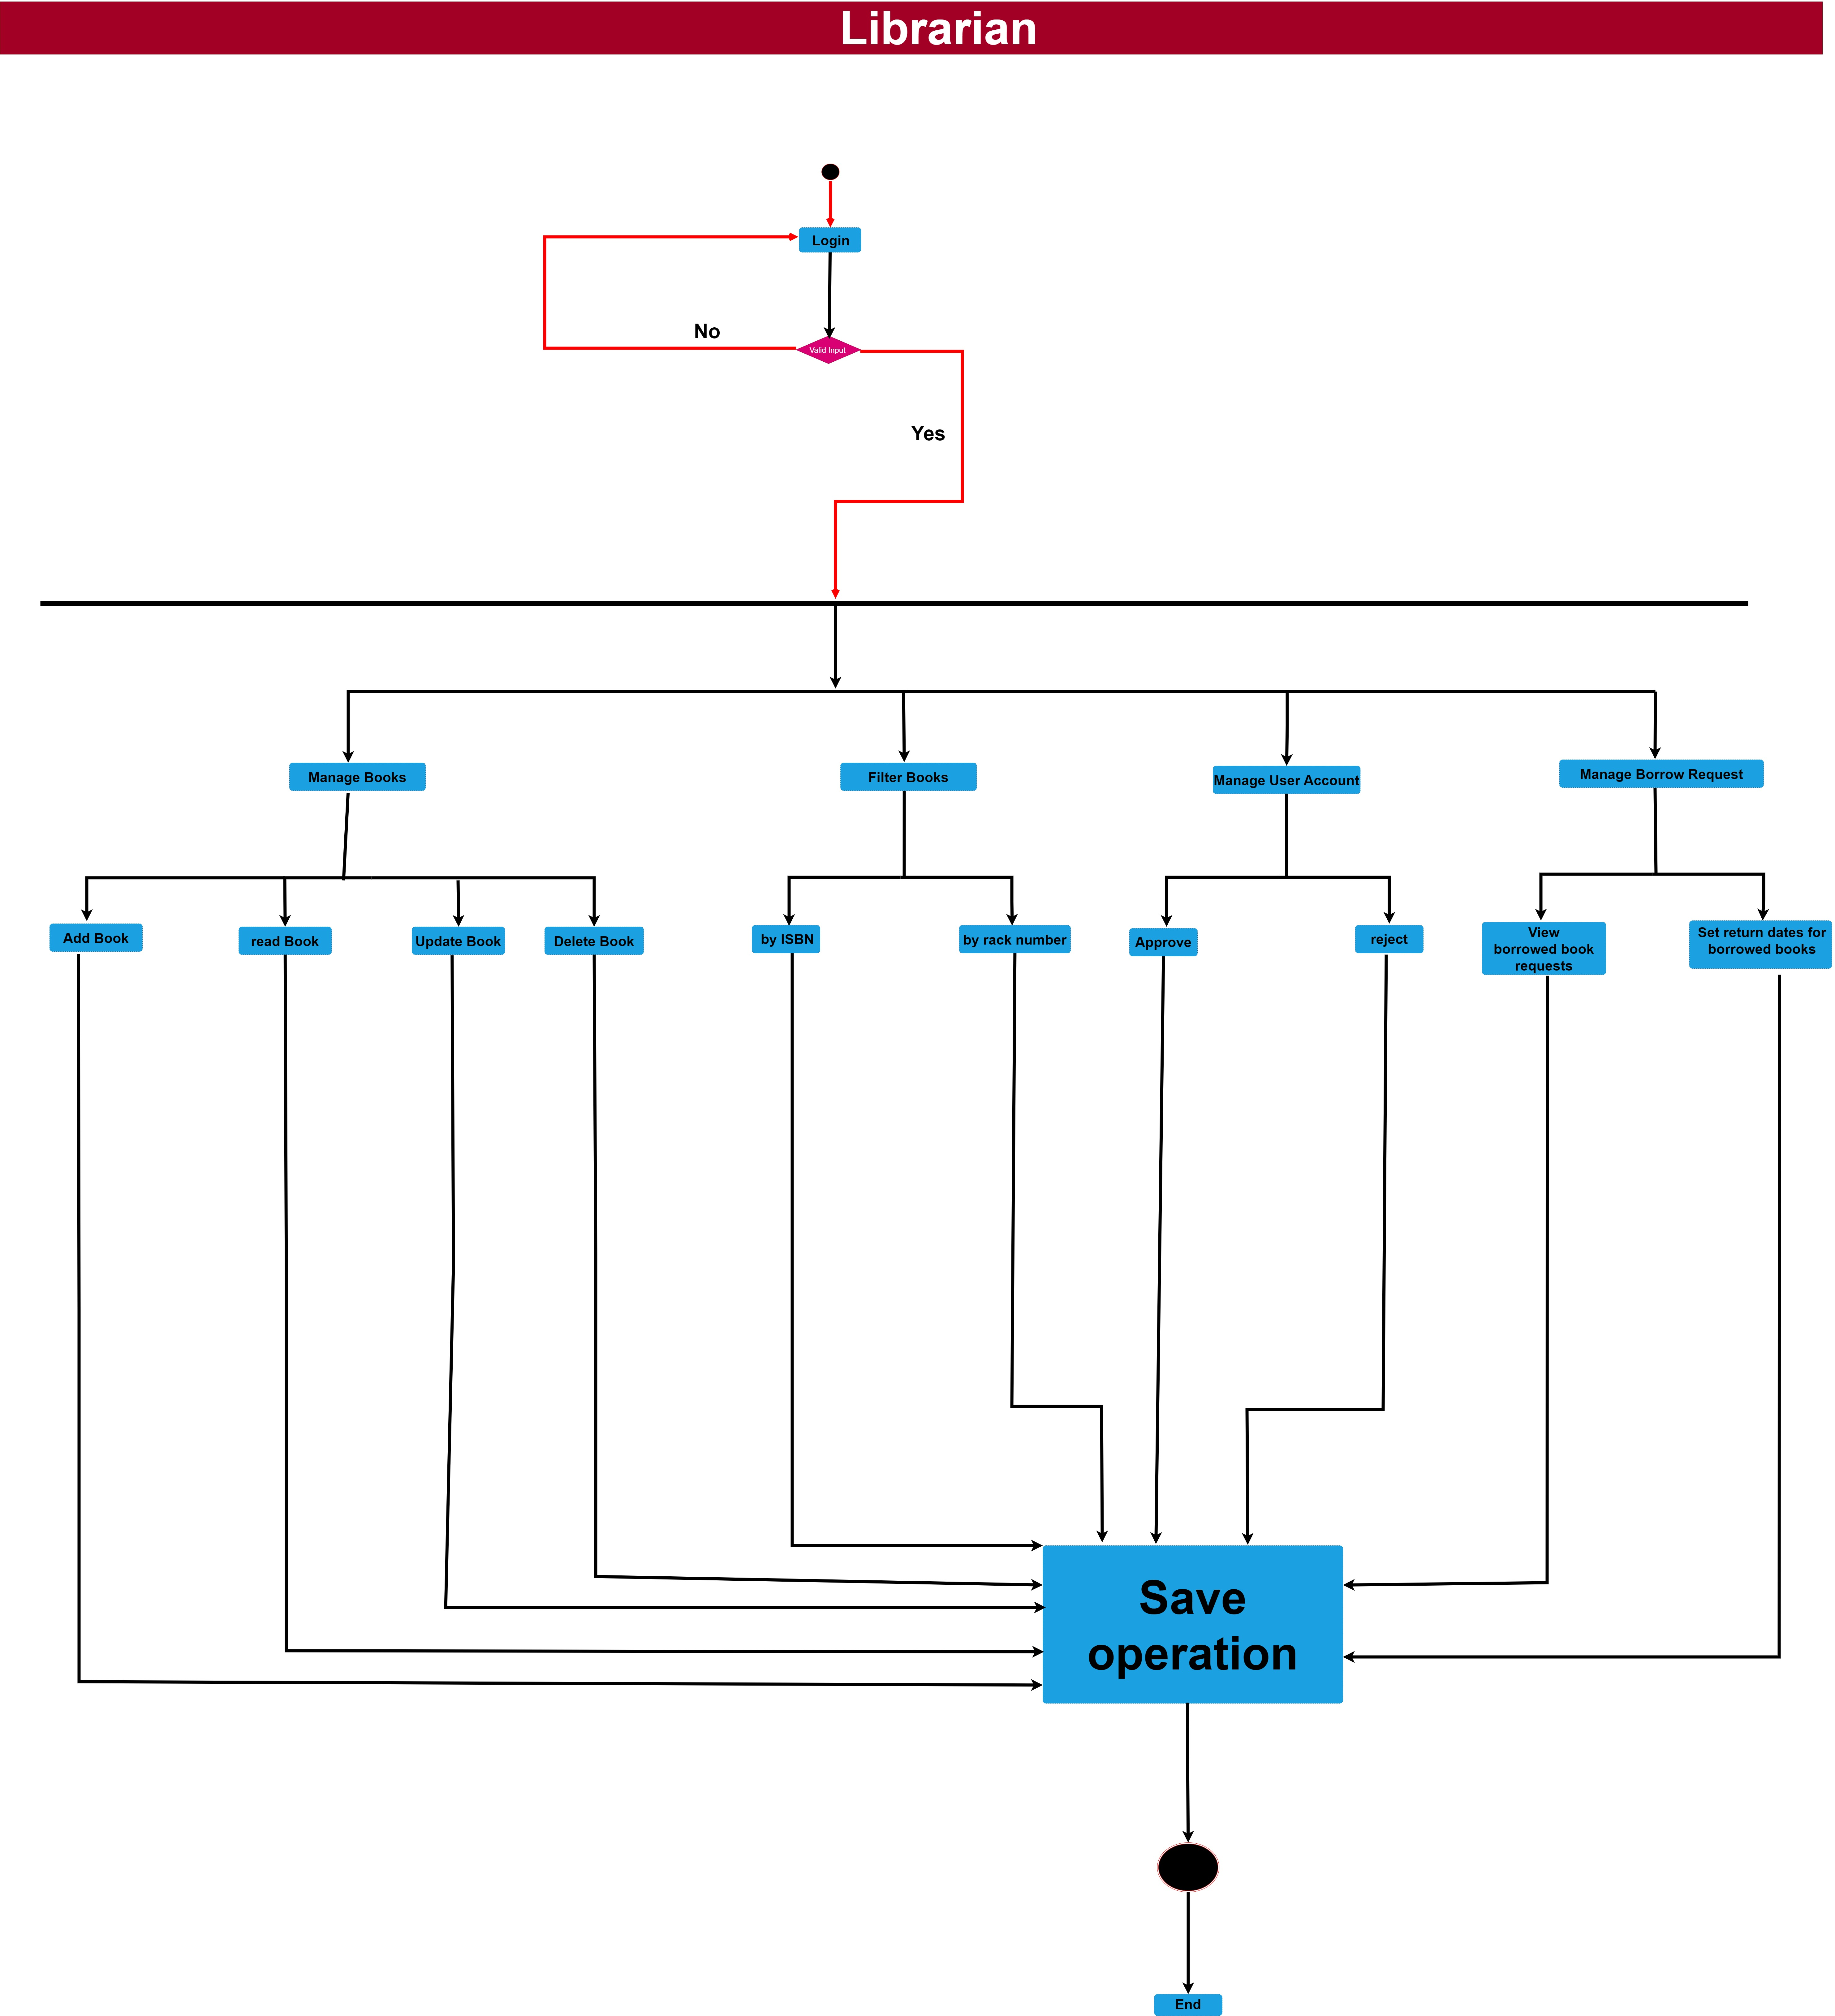 Librarian
Login
No
Valid Input
Yes
Manage Books
Filter Books
Manage User Account
Manage Borrow Request
Add Book
read Book
Update Book
Delete Book
by ISBN
by rack number
Approve
reject
View
borrowed book
requests
Set return dates for
borrowed books
Save
operation
End